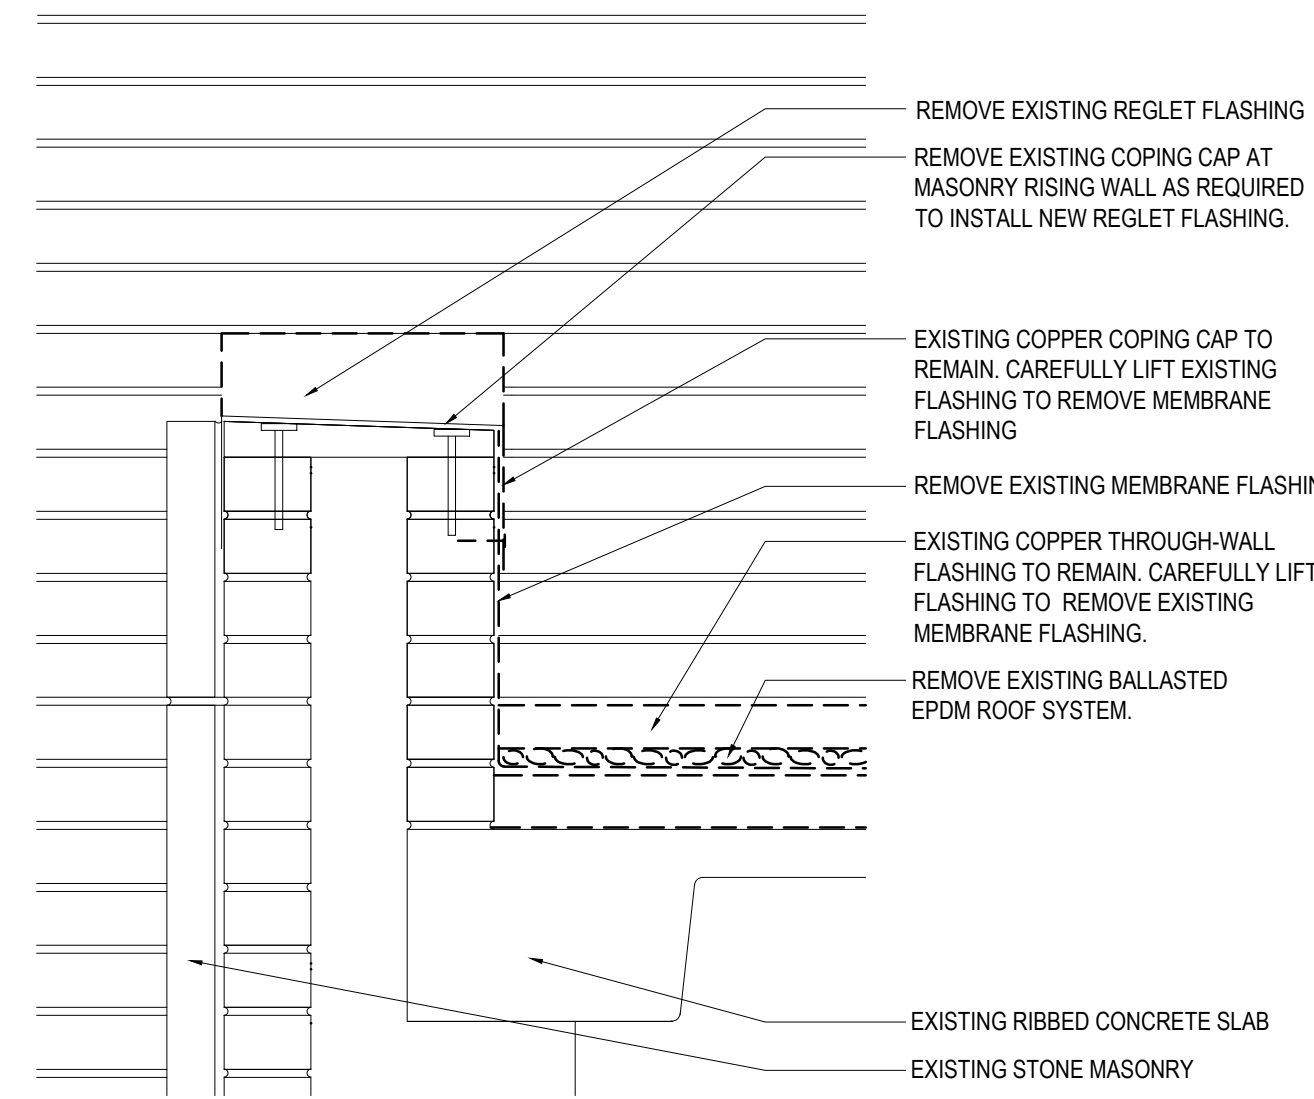 REMOVE EXISTING REGLET FLASHING
REMOVE EXISTING COPING CAP AT
MASONRY RISING WALL AS REQUIRED
TO INSTALL NEW REGLET FLASHING.
EXISTING COPPER COPING CAP TO
REMAIN. CAREFULLY LIFT EXISTING
FLASHING TO REMOVE MEMBRANE
FLASHING
REMOVE EXISTING MEMBRANE
EXISTING COPPER THROUGH-WALL
FLASHING TO REMAIN. CAREFULLY LIFT
FLASHING TO REMOVE EXISTING
MEMBRANE FLASHING.
REMOVE EXISTING BALLASTED
EPDM ROOF SYSTEM.
EXISTING RIBBED CONCRETE SLAB
EXISTING STONE MASONRY